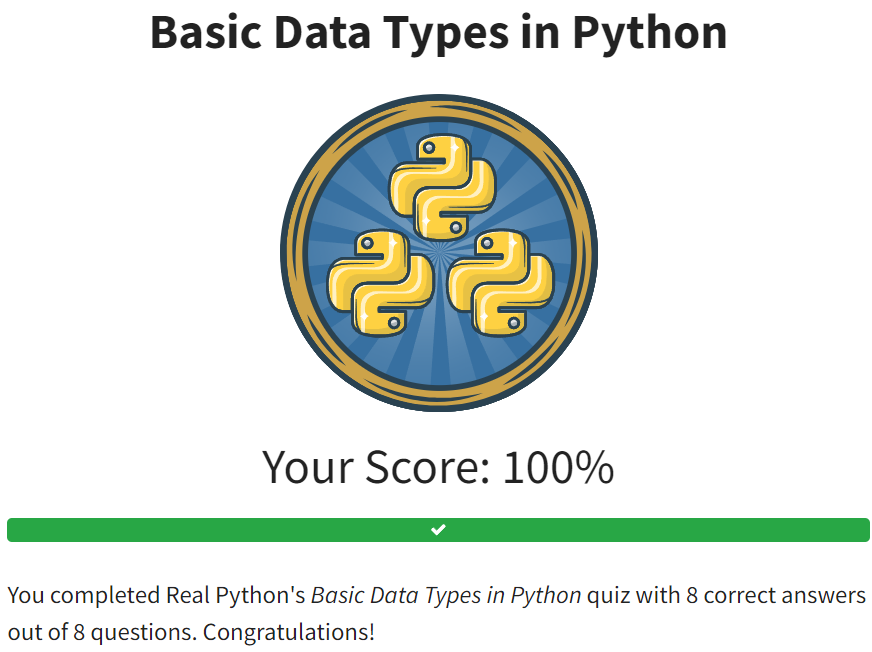 Basic Data Types in Python
Your Score: 100%
You completed Real Python's Basic Data Types in Python quiz with 8 correct answers
out of 8 questions. Congratulations!